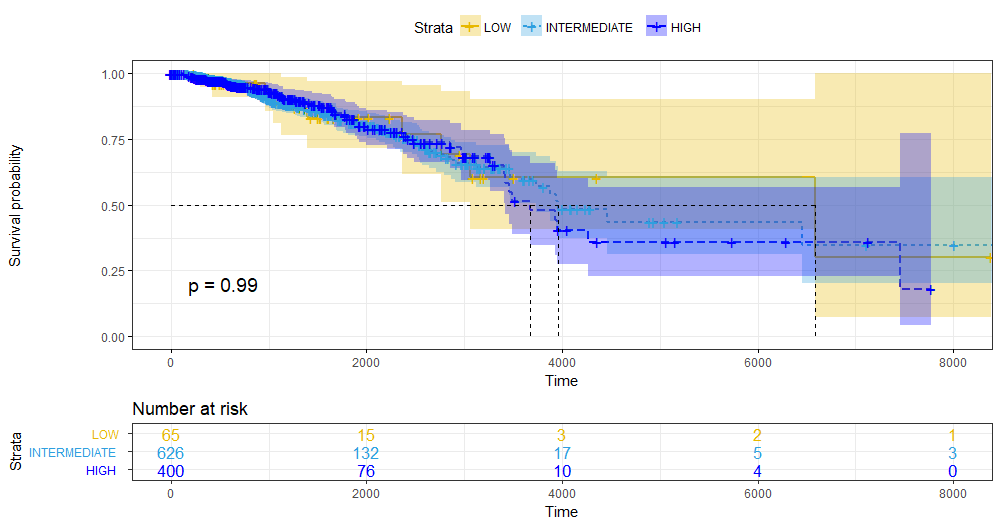 Strata LOW INTERMEDIATE HIGH
1.00
0.75
0.50
0.25
0.00
Survival probability
p = 0.99
0 2000 4000 6000 8000
Time
Number at risk
Strata
LOW 65 15 3 2 1
INTERMEDIATE 626 132 17 5 3
HIGH 400 76 10 4 0
0 2000 4000 6000 8000
Time